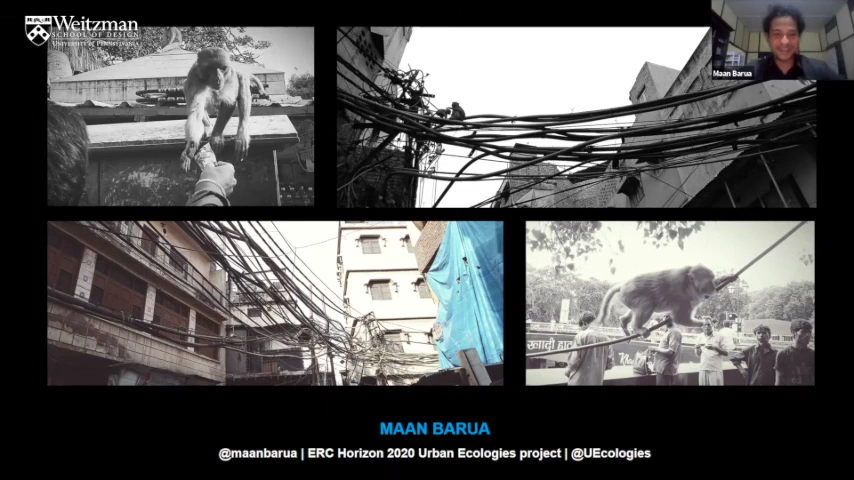 Weitzman
SCHOOL OF DESIGN
UNIVERSITY of PENNSYLVANIA
Maan Barua
खादी हाट
Kha
MAAN BARUA
@maanbarua | ERC Horizon 2020 Urban Ecologies project | @UEcologies